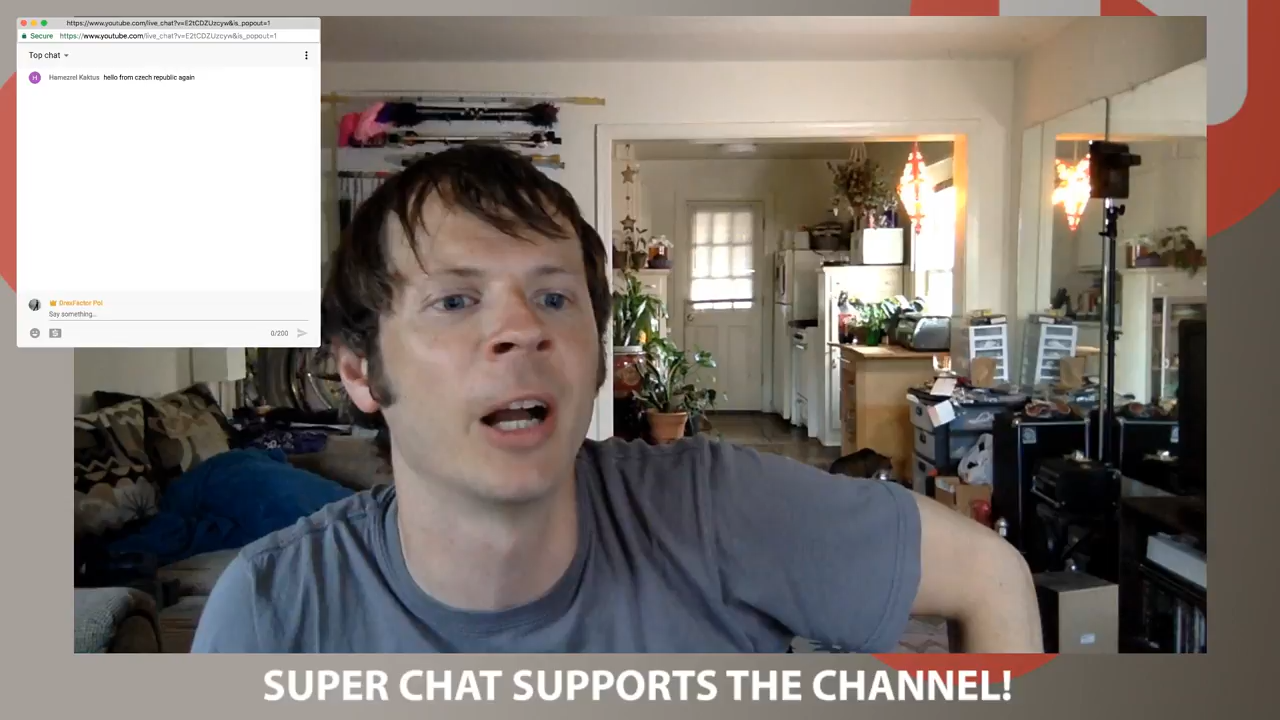 https://www.youtube.com/live_chat?v=E2tCDZUzcyw&is_popout=1
Secure https://www.youtube.com/live_chat?v=E2tCDZUzcyw&is_popout=1
Top chat
H Hamezrel Kaktus hello from czech republic again
DrexFactor Poi
Say something...
0/200
SUPER CHAT SUPPORTS THE CHANNEL!